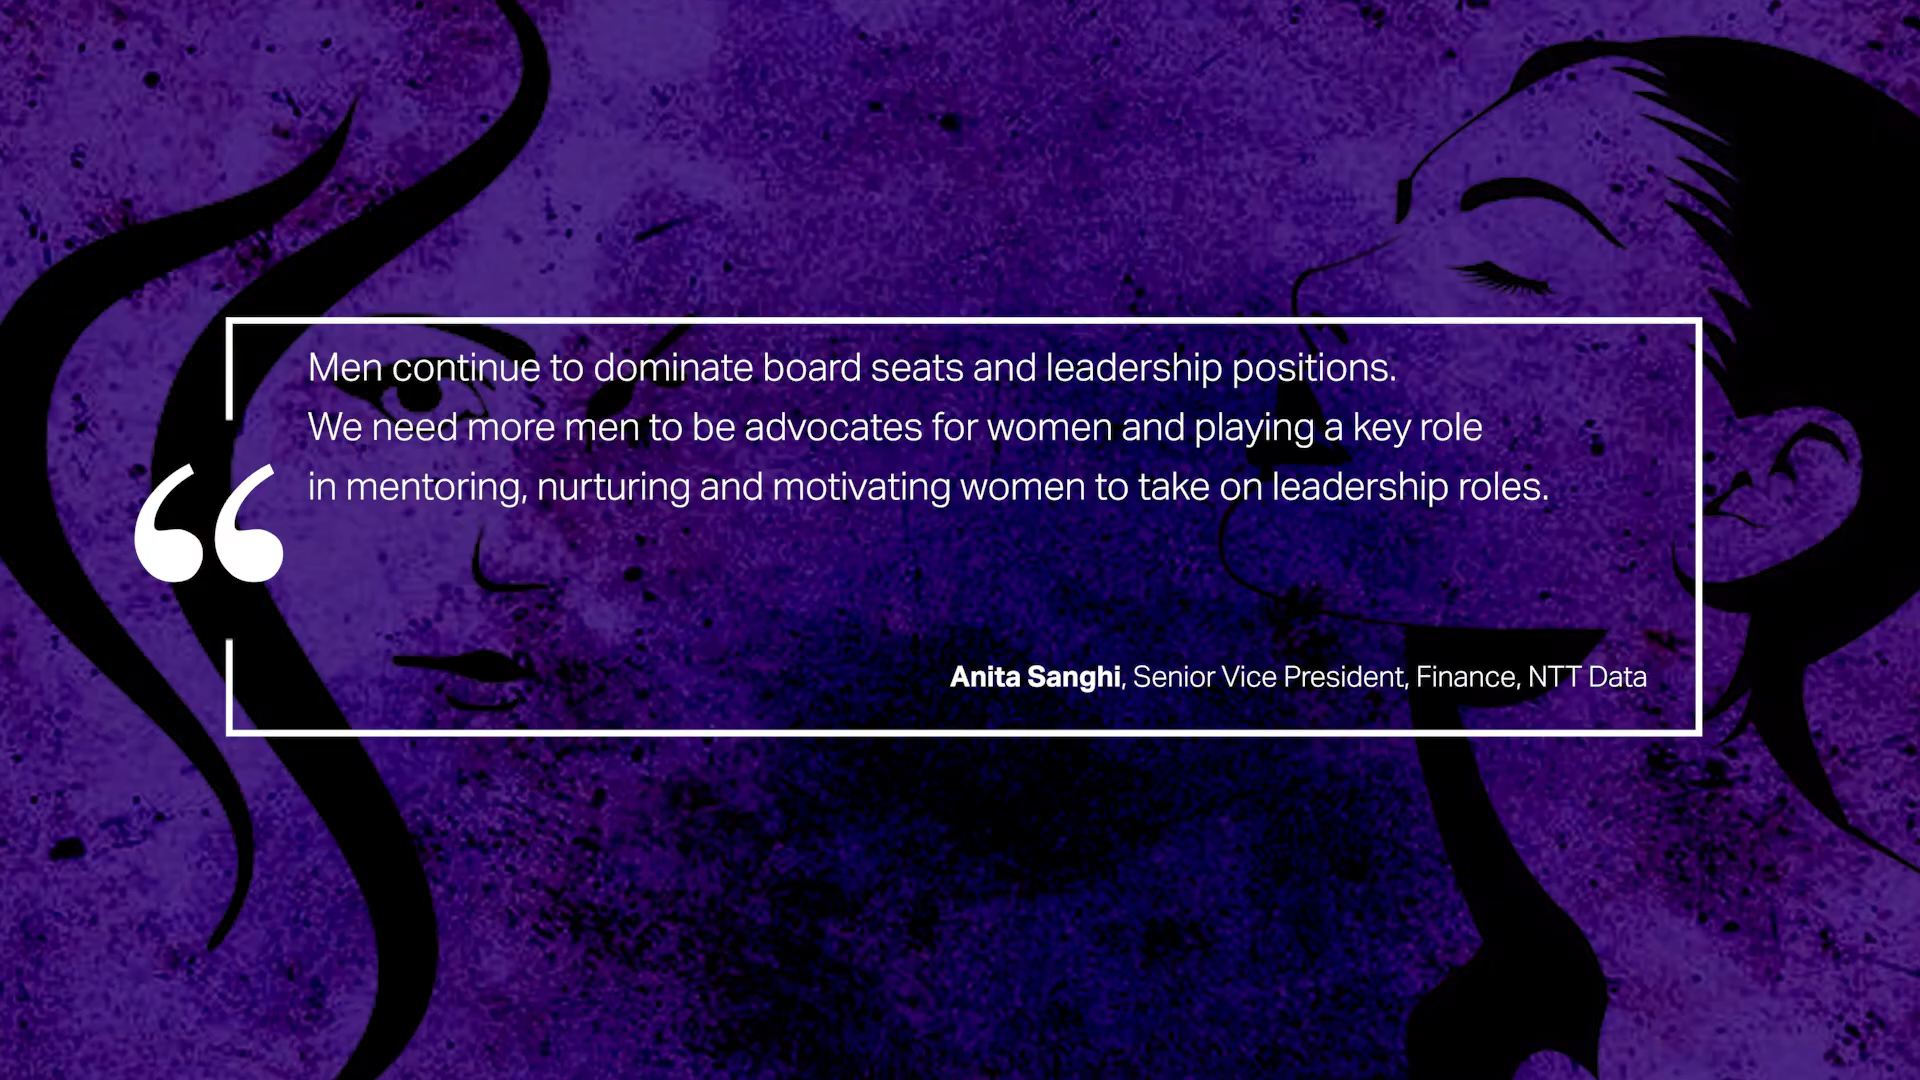 Men continue to dominate board seats and leadership positions.
We need more men to be advocates for women and playing a key role
in mentoring, nurturing and motivating women to take on leadership roles.
“
Anita Sanghi, Senior Vice President, Finance, NTT Data